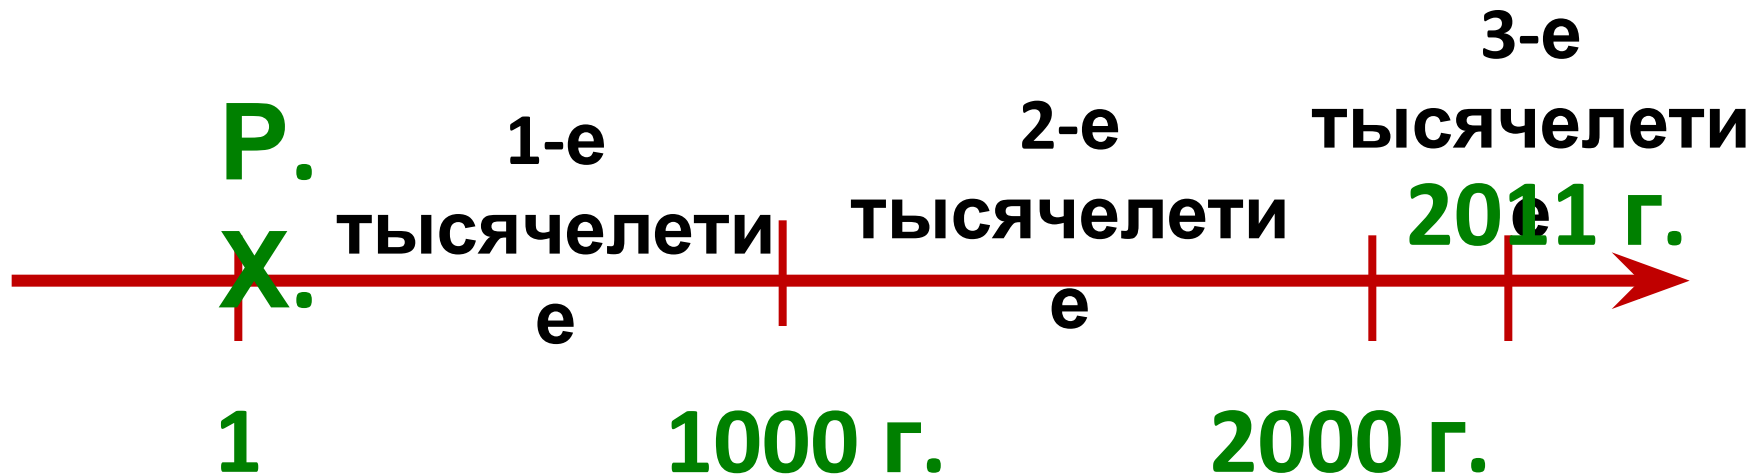 Р.
Х.
1-е
тысячелети
е
2-е
тысячелети
е
3-е
тысячелети
е
2011 г.
1
1000 г.
2000 г.